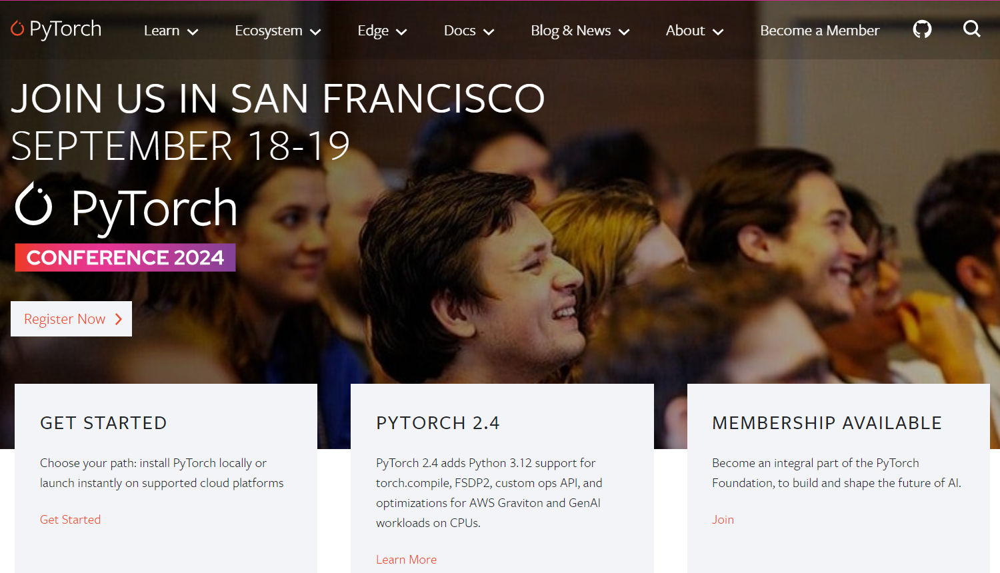 PyTorch
Learn
Ecosystem
Edge
Docs
Blog & News
About
Become a Member
JOIN US IN SAN FRANCISCO
SEPTEMBER 18-19
PyTorch
CONFERENCE 2024
Register Now
GET STARTED
Choose your path: install PyTorch locally or
launch instantly on supported cloud platforms
Get Started
PYTORCH 2.4
PyTorch 2.4 adds Python 3.12 support for
torch.compile, FSDP2, custom ops API, and
optimizations for AWS Graviton and GenAI
workloads on CPUs.
Learn More
MEMBERSHIP AVAILABLE
Become an integral part of the PyTorch
Foundation, to build and shape the future of AI.
Join